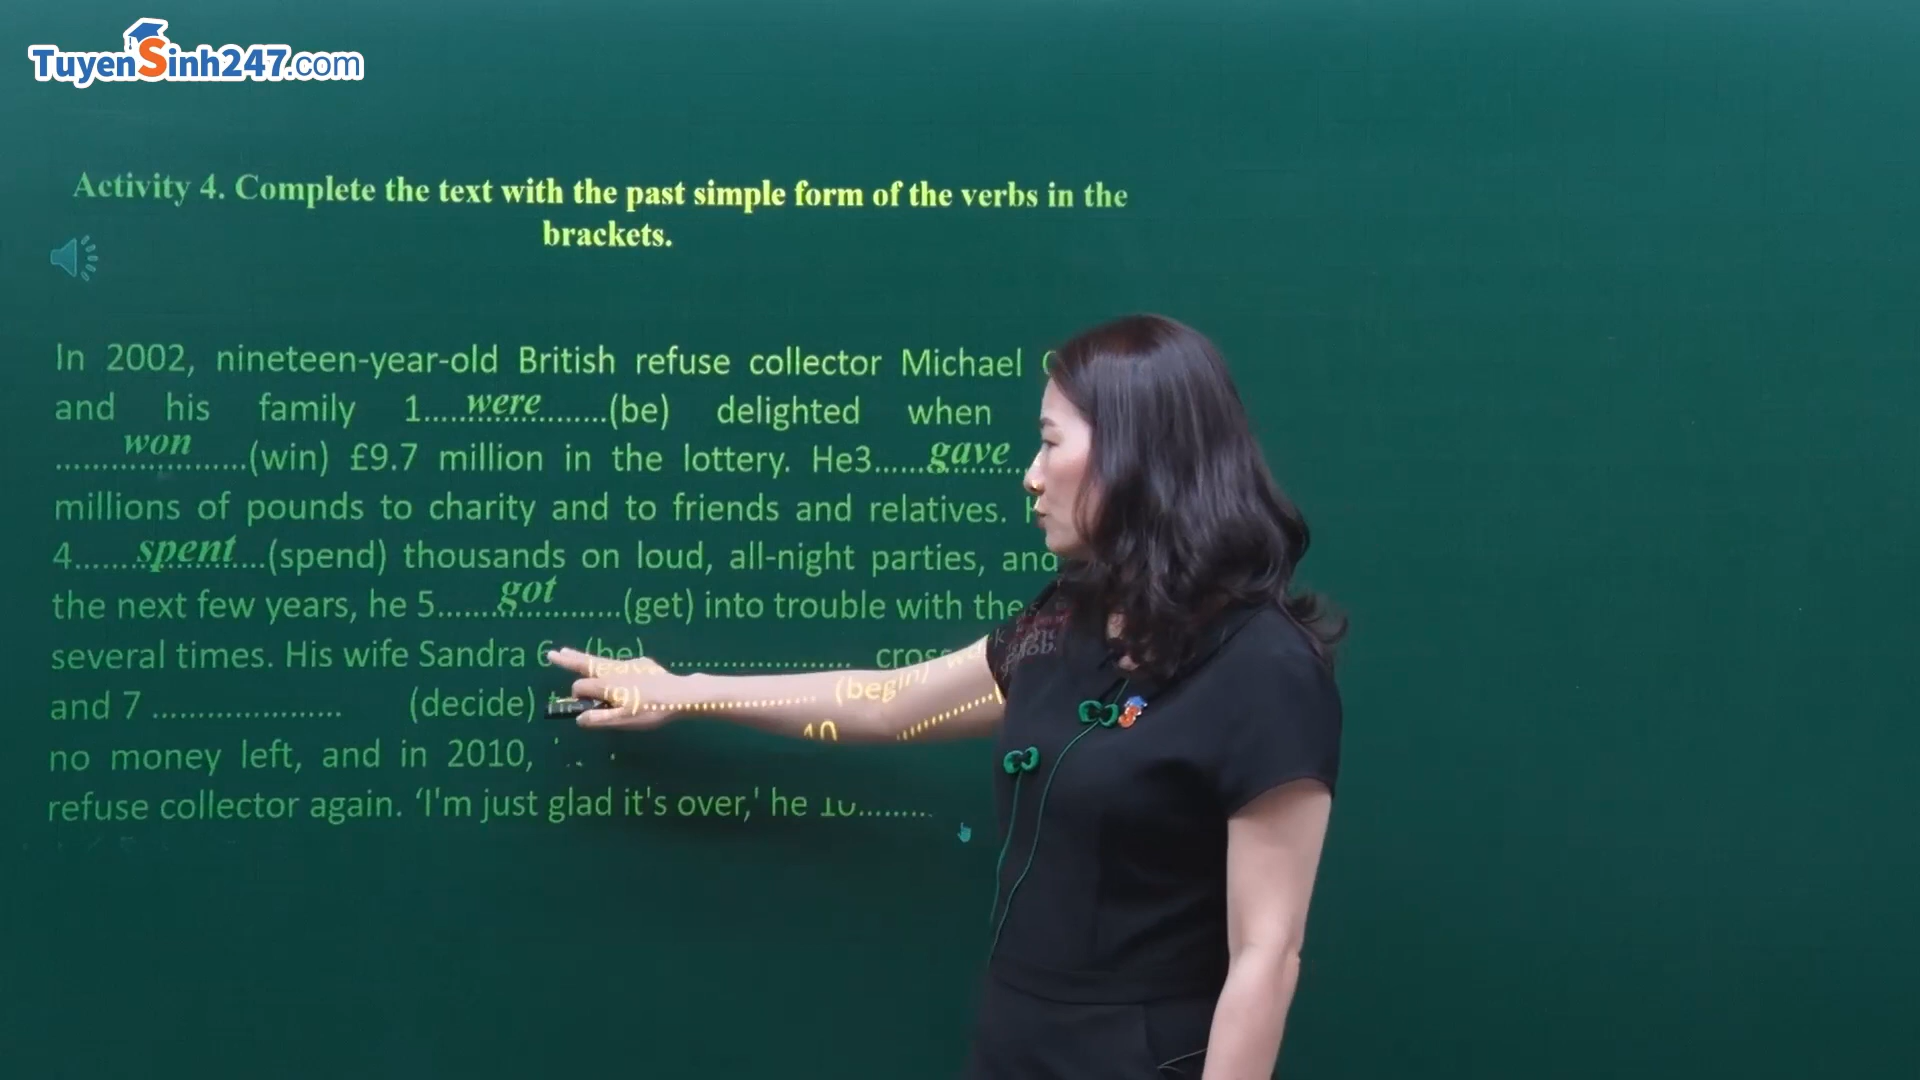 TuyenSinh247.com
Activity 4. Complete the text with the past simple form of the verbs in the
brackets.
In 2002, nineteen-year-old British refuse collector Michael
and his family 1.....were........(be) delighted when
......won......(win) £9.7 million in the lottery. He3......gave..
millions of pounds to charity and to friends and relatives.
4........spent....(spend) thousands on loud, all-night parties, and
the next few years, he 5.......got........(get) into trouble with the
several times. His wife Sandra 6 (be) ....................
and 7 ..................... (decide) (9)................ (begin)
no money left, and in 2010,
refuse collector again. ‘I'm just glad it's over,' he 10.........